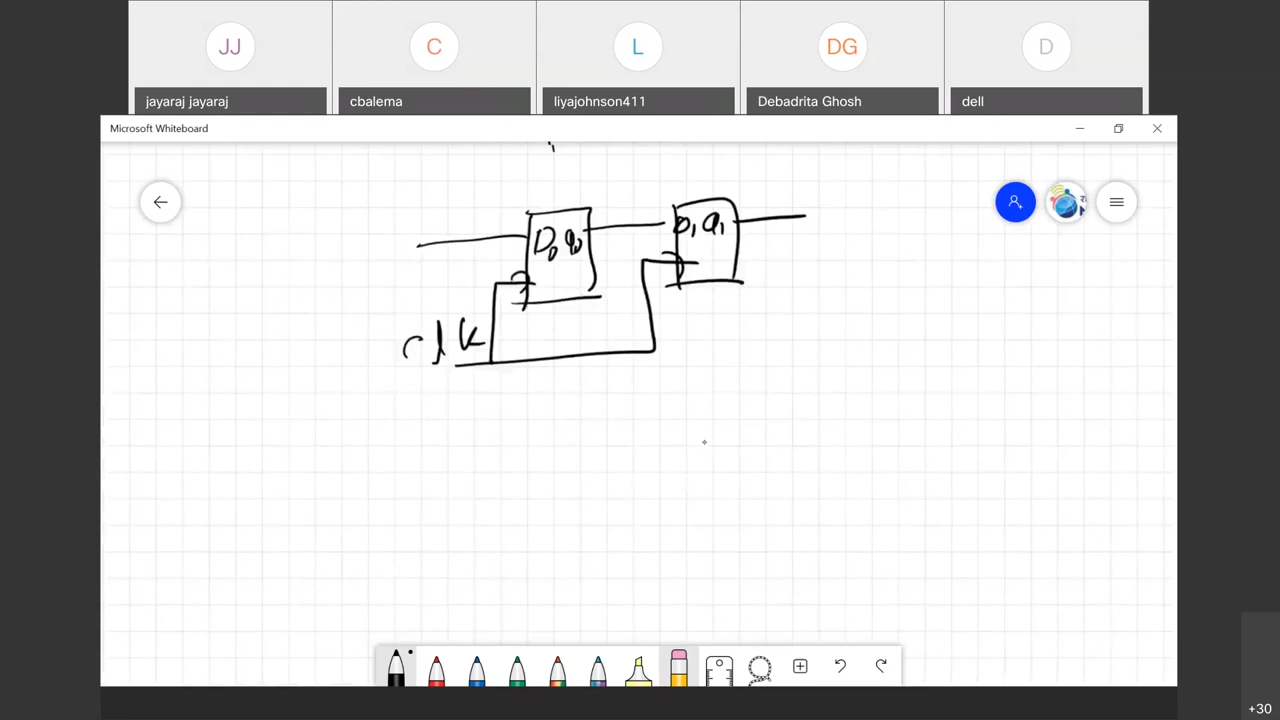 JJ C L DG D
jayaraj jayaraj cbalema liyajohnson411 Debadrita Ghosh dell
Microsoft Whiteboard
D0 q0 D1 Q1
clk
+30